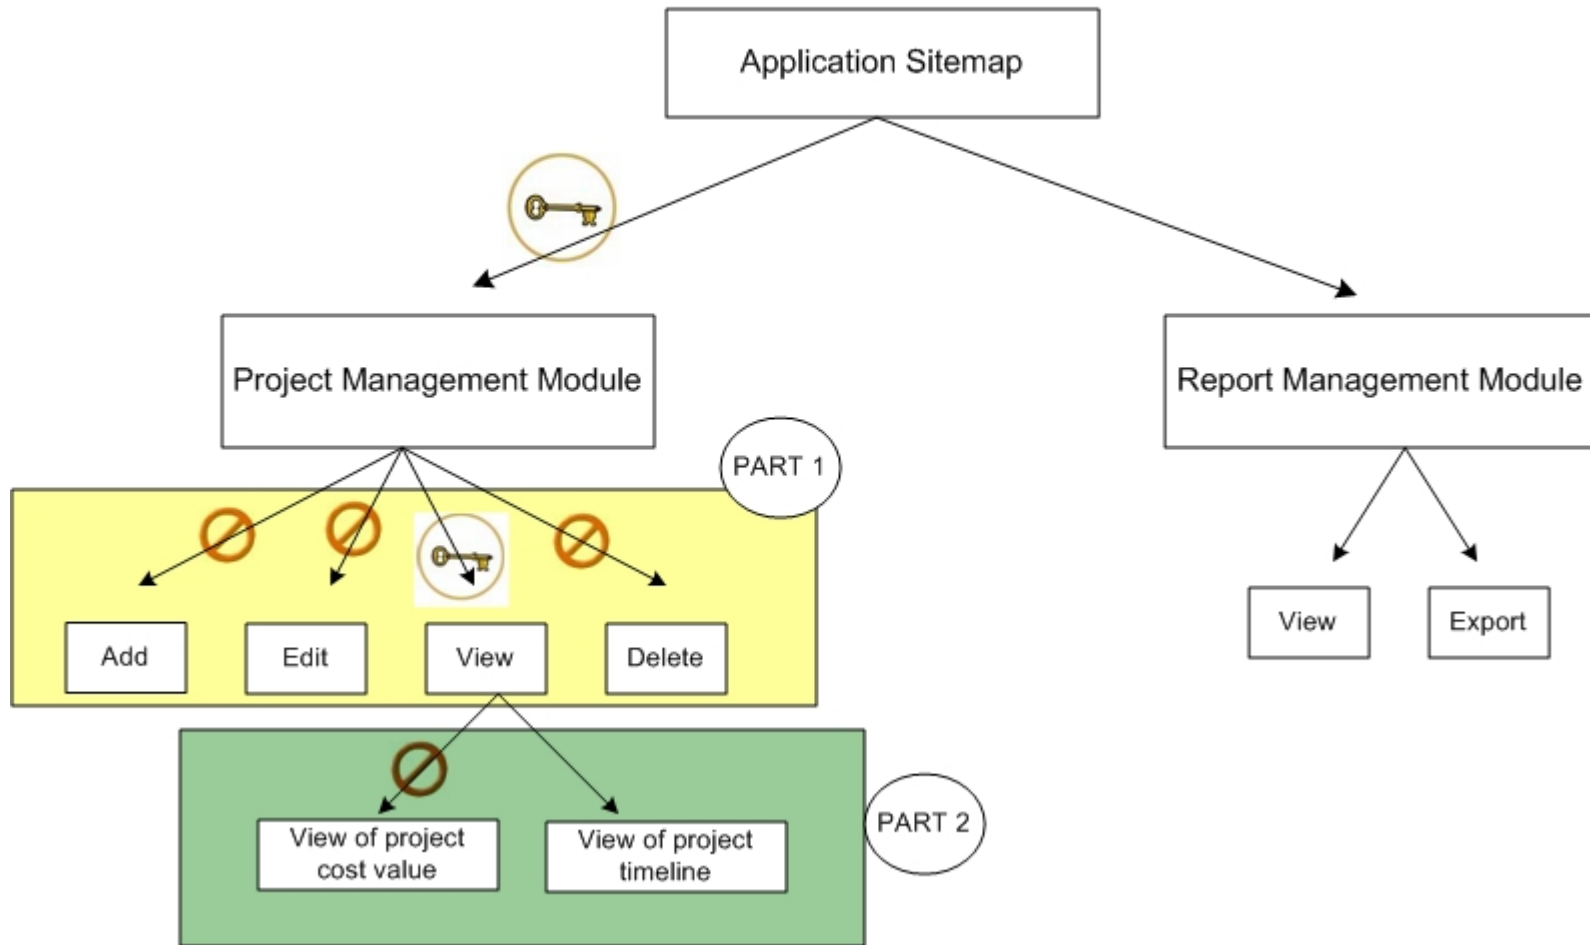 Application Sitemap
Project Management Module
Report Management Module
PART 1
Add
Edit
View
Delete
View
Export
View of project
cost value
View of project
timeline
PART 2